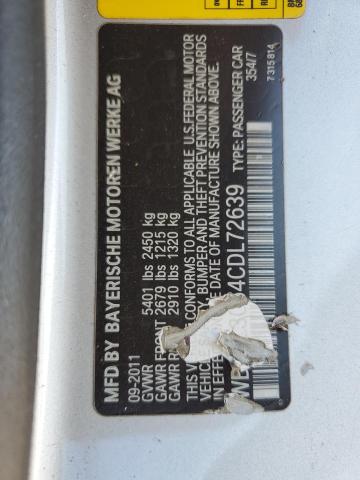 MFD BY BAYERISCHE MOTOREN WERKE AG
09-2011
GVWR 5401 lbs 2450 kg
GAWR FRONT 2679 lbs 1215 kg
GAWR 2910 lbs 1320 kg
THIS CONFORMS TO ALL APPLICABLE U.S. FEDERAL MOTOR
VEHICLE BUMPER AND THEFT PREVENTION STANDARDS
IN EFFECT DATE OF MANUFACTURE SHOWN ABOVE.
4CDL72639 TYPE: PASSENGER CAR
354/7
7 315 814